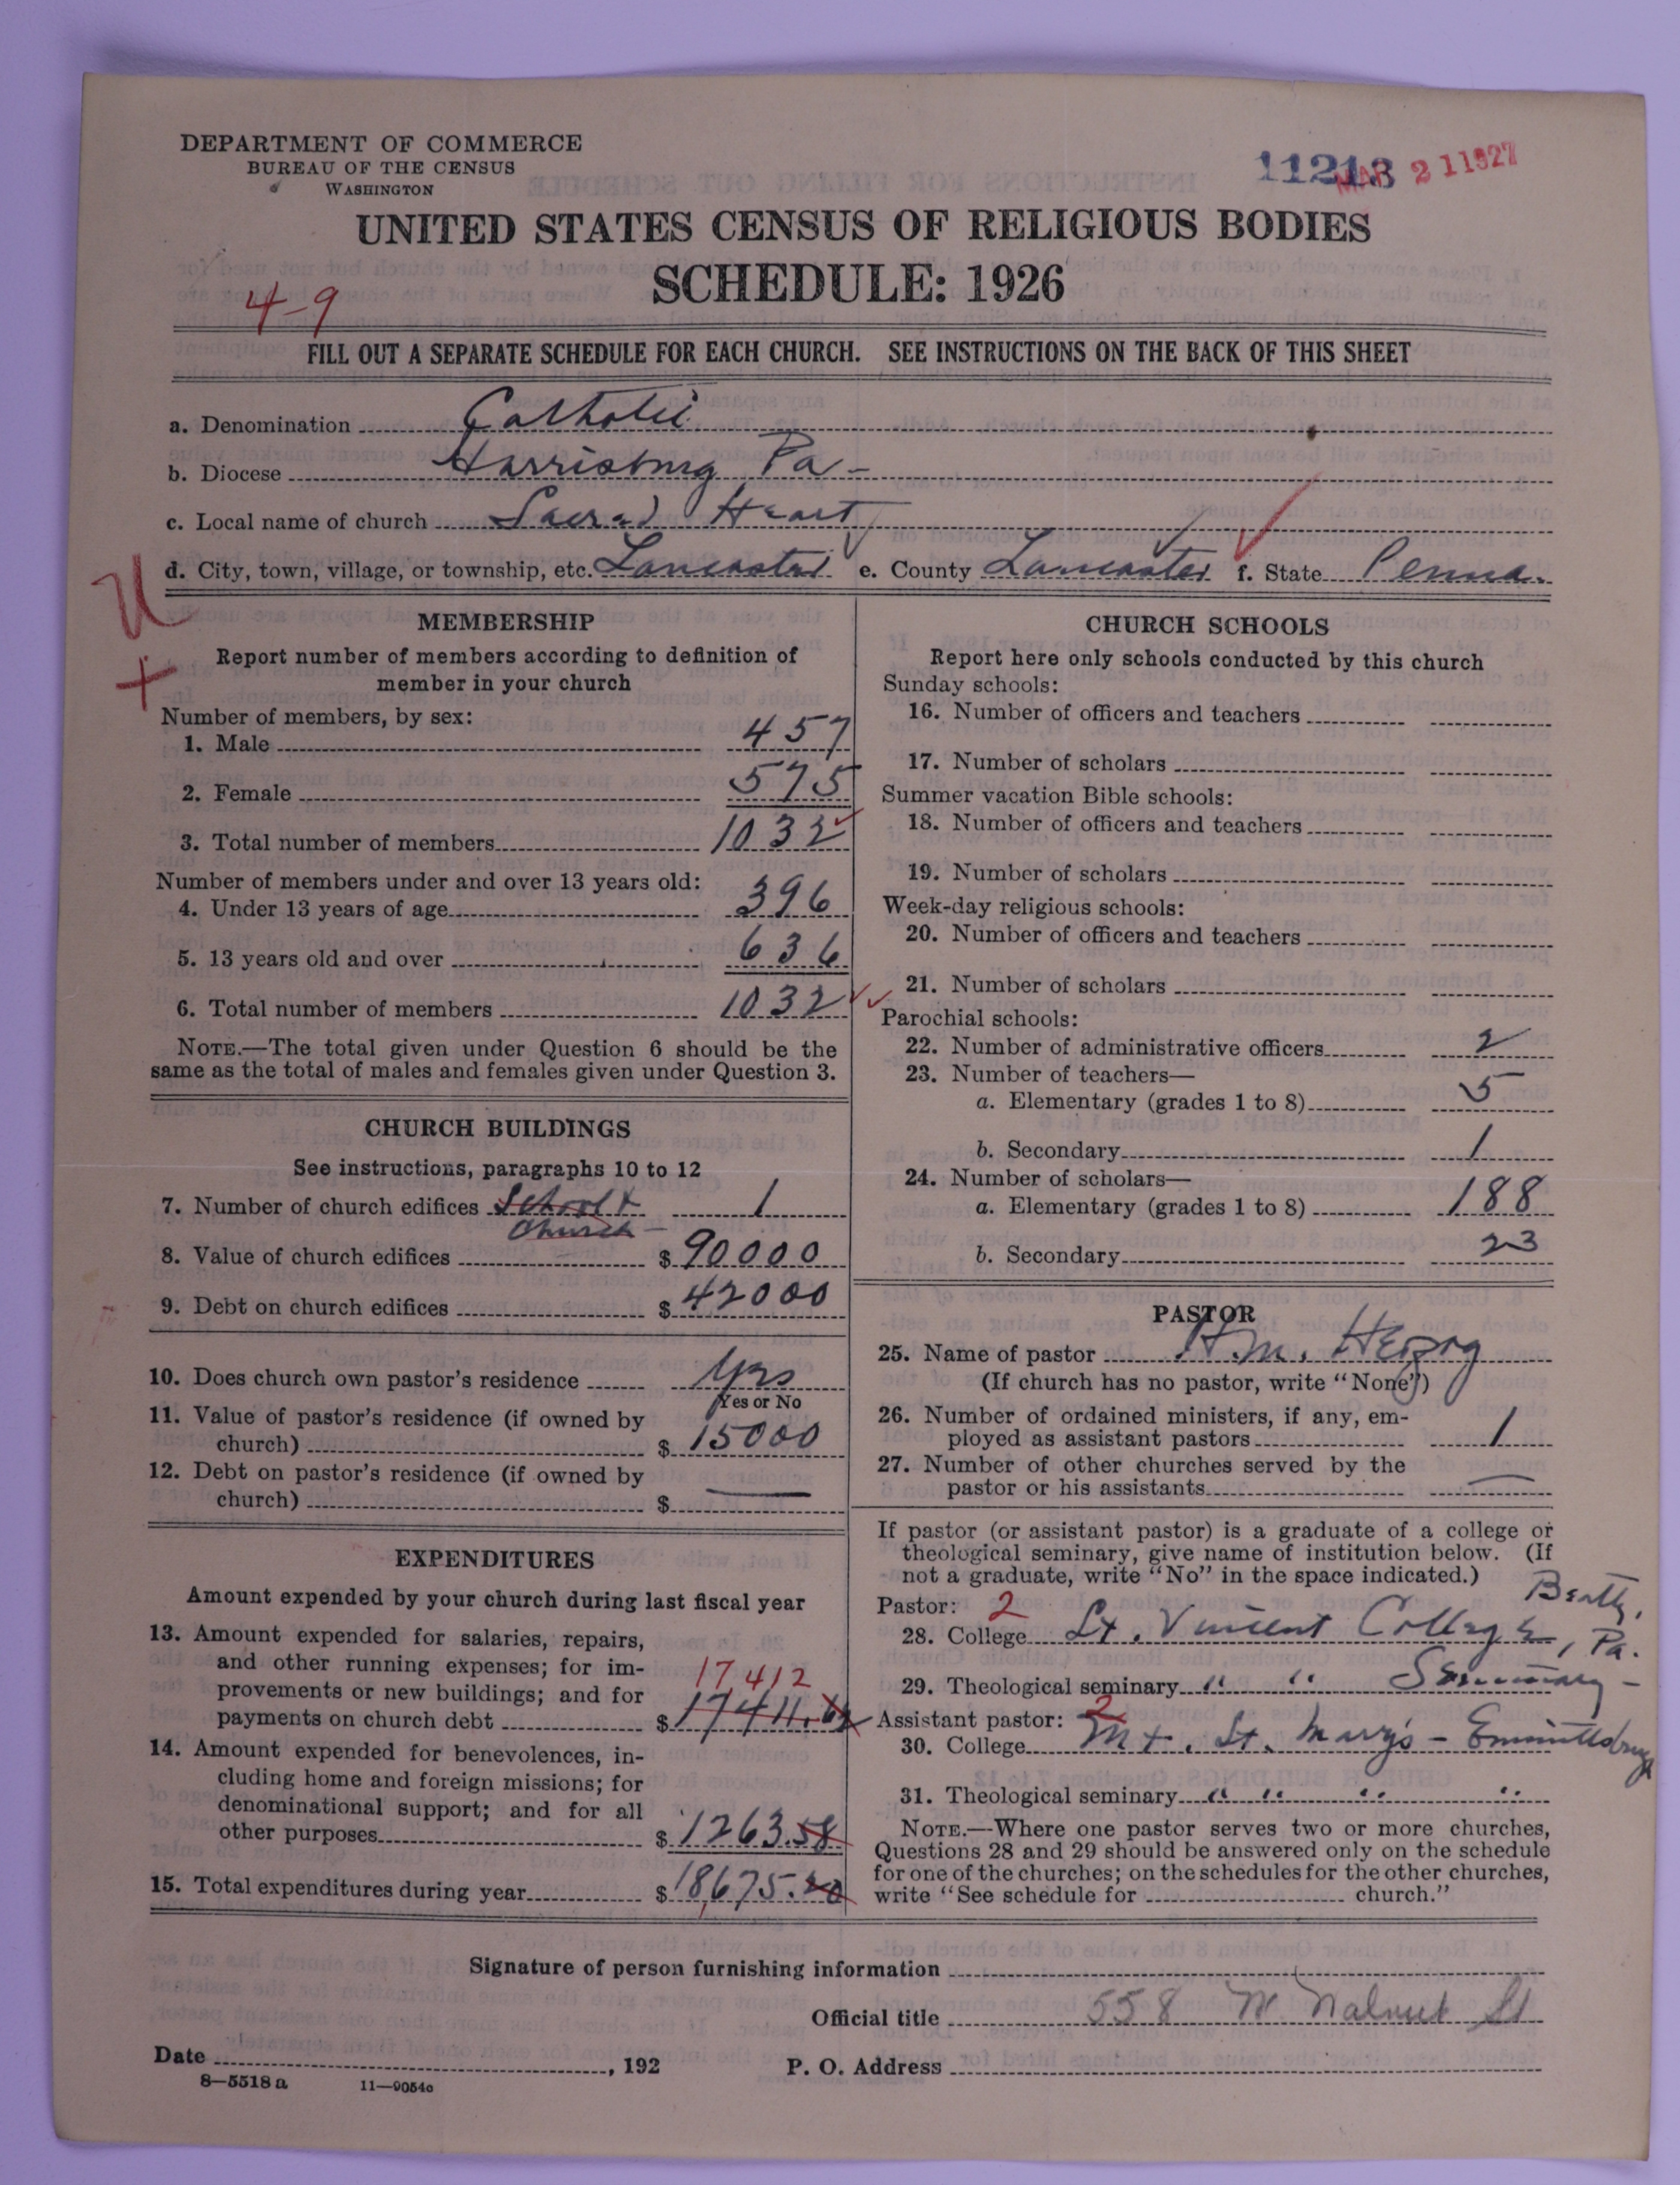 DEPARTMENT OF COMMERCE
BUREAU OF THE CENSUS
WASHINGTON
11213
MAR 21 1927
UNITED STATES CENSUS OF RELIGIOUS BODIES
SCHEDULE: 1926
4-9
FILL OUT A SEPARATE SCHEDULE FOR EACH CHURCH. SEE INSTRUCTIONS ON THE BACK OF THIS SHEET
a. Denomination Catholic
b. Diocese Harrisburg Pa-
c. Local name of church Sacred Heart
d. City, town, village, or township, etc. Lancaster e. County Lancaster f. State Penna.
MEMBERSHIP
Report number of members according to definition of
member in your church
Number of members, by sex:
1. Male 457
2. Female 575
3. Total number of members 1032
Number of members under and over 13 years old:
4. Under 13 years of age 396
5. 13 years old and over 636
6. Total number of members 1032
NOTE.—The total given under Question 6 should be the
same as the total of males and females given under Question 3.
CHURCH BUILDINGS
See instructions, paragraphs 10 to 12
7. Number of church edifices School & 1
Church
8. Value of church edifices $ 90000
9. Debt on church edifices $ 42000
10. Does church own pastor's residence Yes
Yes or No
11. Value of pastor's residence (if owned by
church) $ 15000
12. Debt on pastor's residence (if owned by
church) $ —
EXPENDITURES
Amount expended by your church during last fiscal year
13. Amount expended for salaries, repairs,
and other running expenses; for im-
provements or new buildings; and for 17412
payments on church debt $ 17411.62
14. Amount expended for benevolences, in-
cluding home and foreign missions; for
denominational support; and for all
other purposes $ 1263.58
15. Total expenditures during year $ 18,675.20
CHURCH SCHOOLS
Report here only schools conducted by this church
Sunday schools:
16. Number of officers and teachers
17. Number of scholars
Summer vacation Bible schools:
18. Number of officers and teachers
19. Number of scholars
Week-day religious schools:
20. Number of officers and teachers
21. Number of scholars
Parochial schools:
22. Number of administrative officers 2
23. Number of teachers—
a. Elementary (grades 1 to 8) 5
b. Secondary 1
24. Number of scholars—
a. Elementary (grades 1 to 8) 188
b. Secondary 23
PASTOR
25. Name of pastor H. M. Herzog
(If church has no pastor, write "None")
26. Number of ordained ministers, if any, em-
ployed as assistant pastors 1
27. Number of other churches served by the
pastor or his assistants —
If pastor (or assistant pastor) is a graduate of a college or
theological seminary, give name of institution below. (If
not a graduate, write "No" in the space indicated.)
Pastor: 2 Beatty,
28. College St. Vincent College, Pa.
29. Theological seminary " " Seminary -
Assistant pastor: 2
30. College Mt. St. Mary's - Emmittsburg
31. Theological seminary " " " "
NOTE.—Where one pastor serves two or more churches,
Questions 28 and 29 should be answered only on the schedule
for one of the churches; on the schedules for the other churches,
write "See schedule for church."
Signature of person furnishing information
Official title 558 W. Walnut St
Date , 192 P. O. Address
8—5518 a 11—9054c